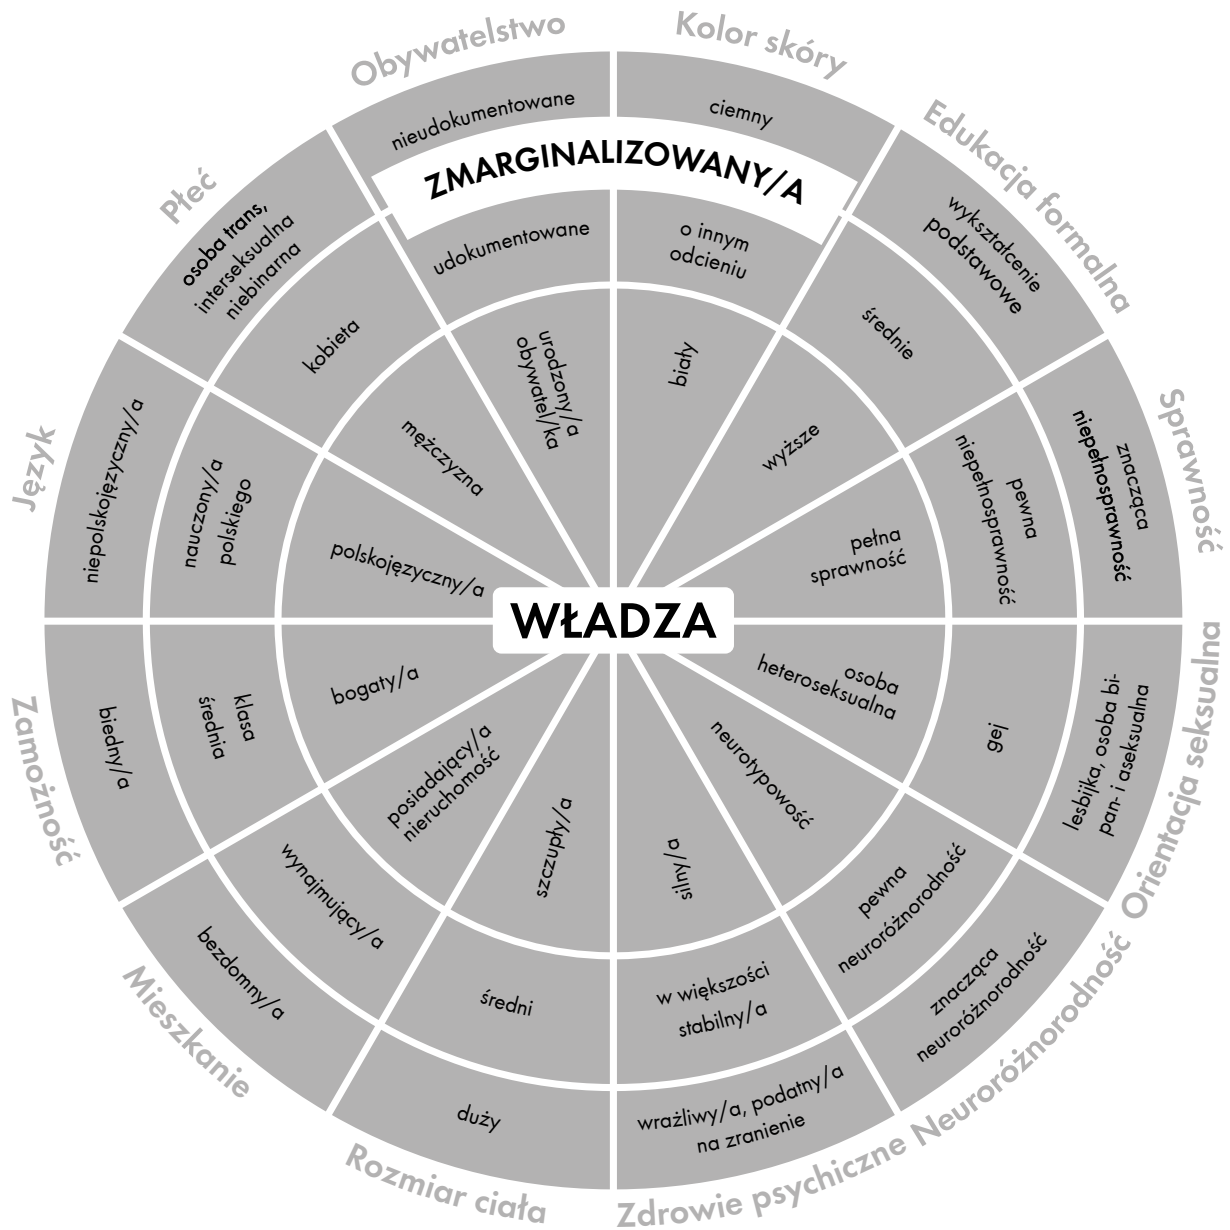 Obywatelstwo
nieudokumentowane
udokumentowane
urodzony/a
obywatel/ka
Kolor skóry
ciemny
o innym
odcieniu
biały
ZMARGINALIZOWANY/A
Edukacja formalna
wykształcenie
podstawowe
średnie
wyższe
Sprawność
znacząca
niepełnosprawność
pewna
niepełnosprawność
pełna
sprawność
Orientacja seksualna
lesbijka, osoba bi-
pan- i aseksualna
gej
osoba
heteroseksualna
Neuroróżnorodność
znacząca
neuroróżnorodność
pewna
neuroróżnorodność
neurotypowość
Zdrowie psychiczne
wrażliwy/a, podatny/a
na zranienie
w większości
stabilny/a
silny/a
Rozmiar ciała
duży
średni
szczupły/a
Mieszkanie
bezdomny/a
wynajmujący/a
posiadający/a
nieruchomość
Zamożność
biedny/a
klasa
średnia
bogaty/a
Język
niepolskojęzyczny/a
nauczony/a
polskiego
polskojęzyczny/a
Płeć
osoba trans,
interseksualna
niebinarna
kobieta
mężczyzna
WŁADZA